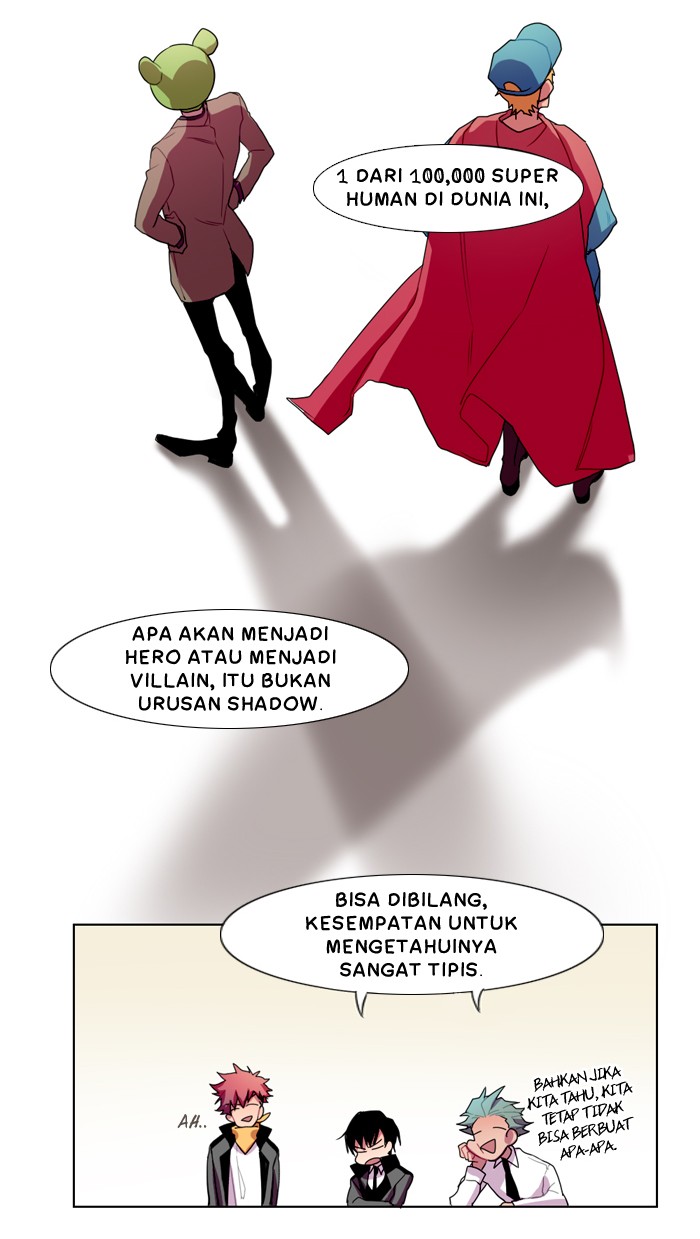 1 DARI 100,000 SUPER
HUMAN DI DUNIA INI,
APA AKAN MENJADI
HERO ATAU MENJADI
VILLAIN, ITU BUKAN
URUSAN SHADOW.
BISA DIBILANG,
KESEMPATAN UNTUK
MENGETAHUINYA
SANGAT TIPIS.
AH..
BAHKAN JIKA
KITA TAHU, KITA
TETAP TIDAK
BISA BERBUAT
APA-APA.